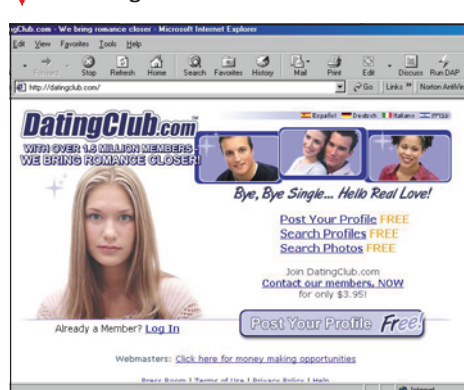 gClub.com - We bring romance closer - Microsoft Internet Explorer
Edit View Favorites Tools Help
Forward Stop Refresh Home Search Favorites History Mail Print Edit Discuss Run DAP
http://datingclub.com/ Go Links » Norton AntiVir
Español Deutsch Italiano עברית
DatingClub.com
WITH OVER 1.5 MILLION MEMBERS
WE BRING ROMANCE CLOSER!
Bye, Bye Single... Hello Real Love!
Post Your Profile FREE
Search Profiles FREE
Search Photos FREE
Join DatingClub.com
Contact our members, NOW
for only $3.95!
Already a Member? Log In
Post Your Profile Free!
Webmasters: Click here for money making opportunities
Press Room | Terms of Use | Privacy Policy | Help
Internet